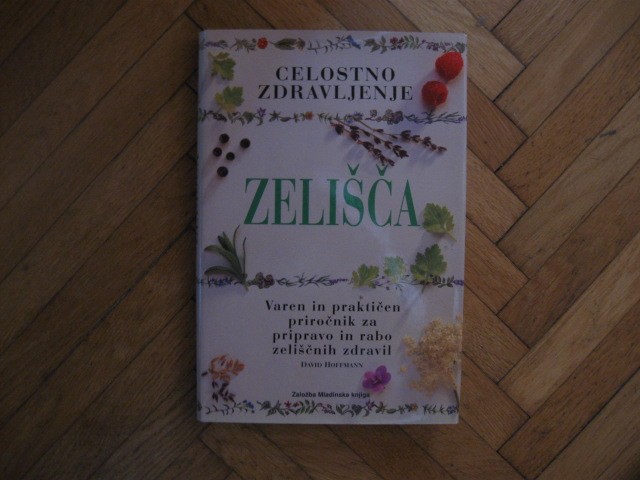 CELOSTNO
ZDRAVLJENJE
ZELIŠČA
Varen in praktičen
priročnik za
pripravo in rabo
zeliščnih zdravil
DAVID HOFFMANN
Založba Mladinska knjiga